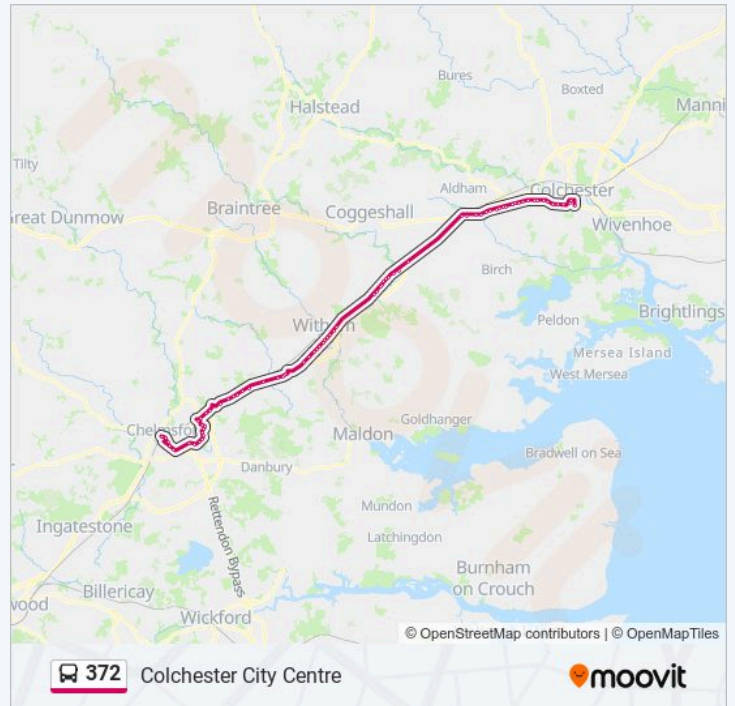 Bures
Boxted
Halstead
Manni
Tilty
Aldham
Colchester
Great Dunmow
Braintree
Coggeshall
Wivenhoe
Birch
Brightlings
Peldon
Witham
Mersea Island
West Mersea
Goldhanger
Chelmsford
Maldon
Bradwell on Sea
Danbury
Mundon
Rettendon Bypass
Ingatestone
Latchingdon
Burnham
on Crouch
Billericay
wood
Wickford
© OpenStreetMap contributors | © OpenMapTiles
372 Colchester City Centre
moovit